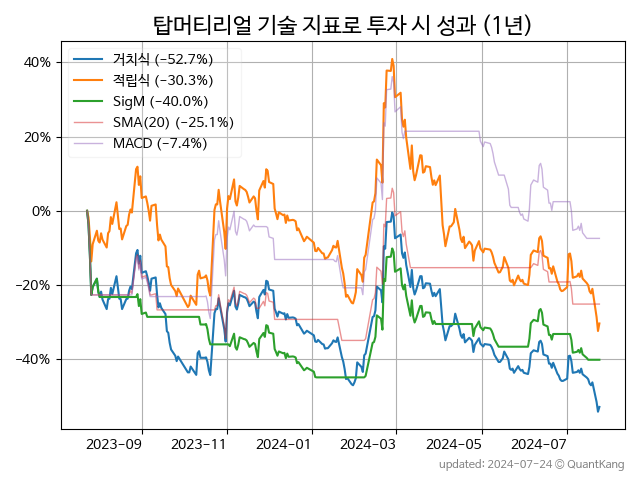 탑머티리얼 기술 지표로 투자 시 성과 (1년)
거치식 (−52.7%)
적립식 (−30.3%)
SigM (−40.0%)
SMA(20) (−25.1%)
MACD (−7.4%)
40%
20%
0%
−20%
−40%
2023−09 2023−11 2024−01 2024−03 2024−05 2024−07
updated: 2024−07−24 © QuantKang